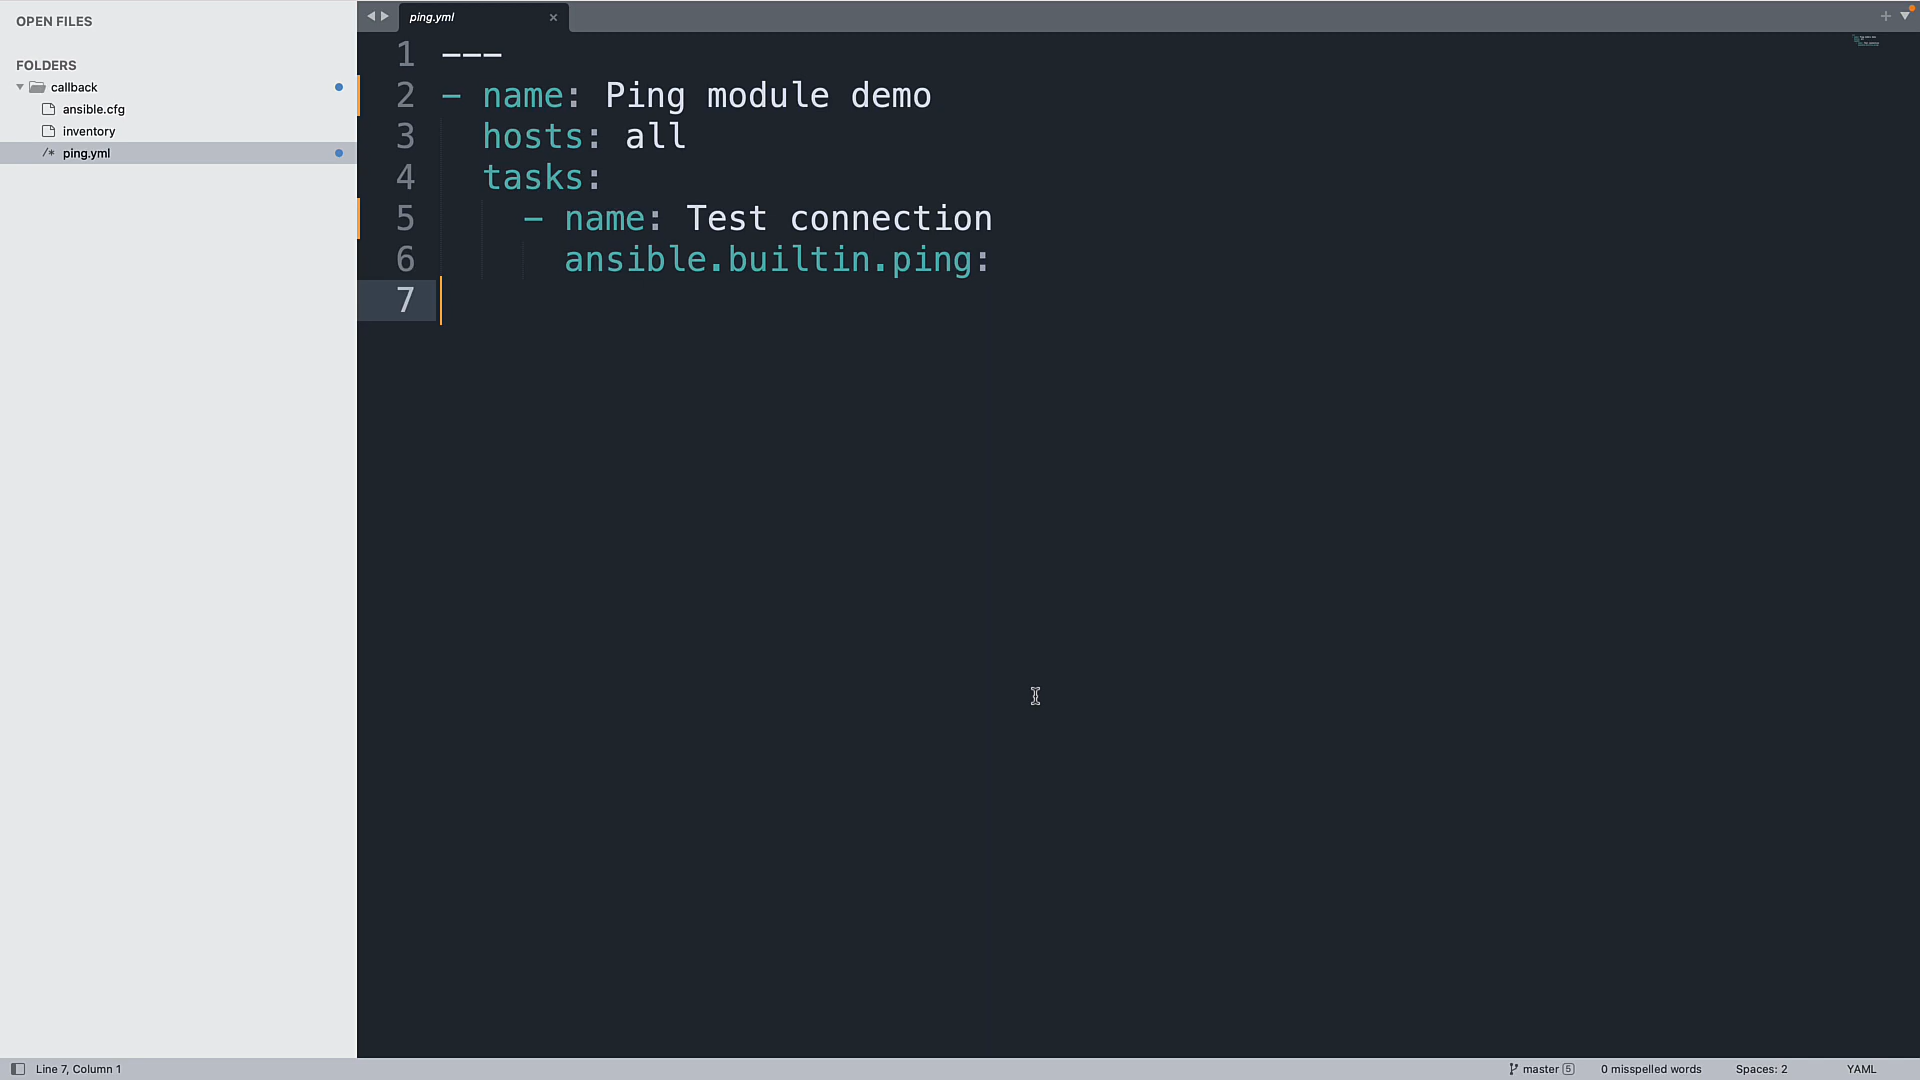 OPEN FILES
FOLDERS
callback
ansible.cfg
inventory
/* ping.yml
ping.yml
1 ---
2 - name: Ping module demo
3   hosts: all
4   tasks:
5     - name: Test connection
6       ansible.builtin.ping:
7
Line 7, Column 1
master 5
0 misspelled words
Spaces: 2
YAML